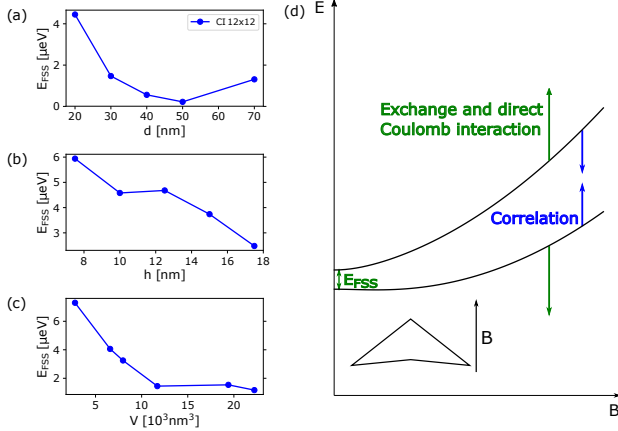 (a)
CI 12x12
4
2
0
E_FSS [μeV]
20 30 40 50 60 70
d [nm]
(b)
6
5
4
3
E_FSS [μeV]
8 10 12 14 16 18
h [nm]
(c)
6
4
2
E_FSS [μeV]
5 10 15 20
V [10³nm³]
(d)
E
Exchange and direct
Coulomb interaction
Correlation
E_FSS
B
B